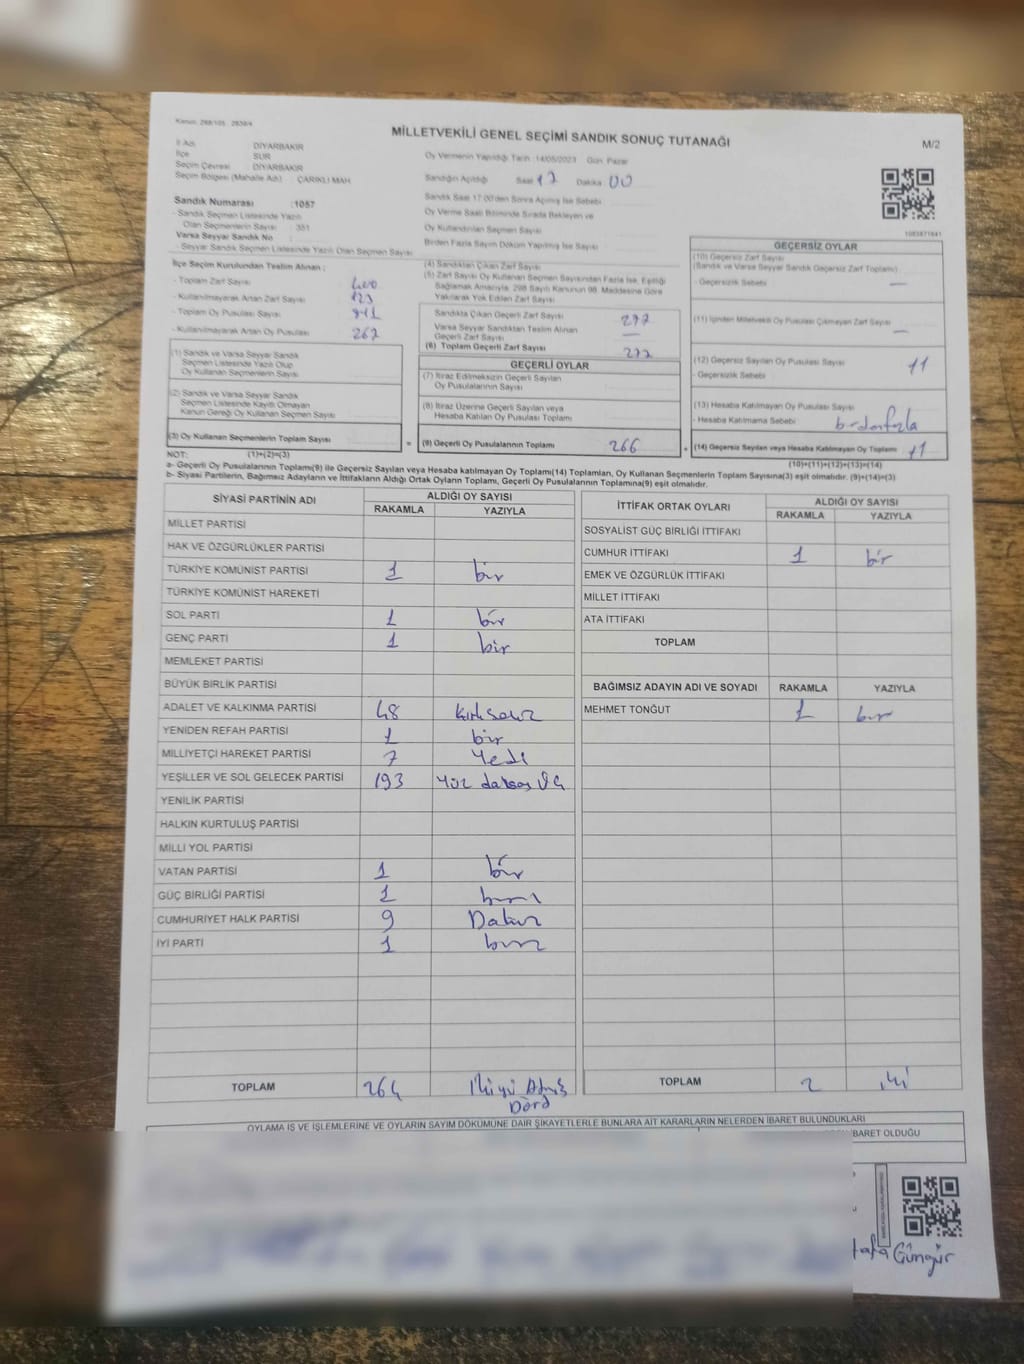 Kanun: 298/105 - 2839/4
MİLLETVEKİLİ GENEL SEÇİMİ SANDIK SONUÇ TUTANAĞI
M/2
İl Adı DİYARBAKIR
İlçe SUR
Seçim Çevresi DİYARBAKIR
Seçim Bölgesi (Mahalle Adı) : ÇARIKLI MAH
Oy Vermenin Yapıldığı Tarih : 14/05/2023 Gün: Pazar
Sandığın Açıldığı Saat 17 Dakika 00
Sandık Numarası :1057
- Sandık Seçmen Listesinde Yazılı
Olan Seçmenlerin Sayısı : 351
Varsa Seyyar Sandık No
- Seyyar Sandık Seçmen Listesinde Yazılı Olan Seçmen Sayısı
Sandık Saat 17:00'den Sonra Açılmış İse Sebebi
Oy Verme Saati Bitiminde Sırada Bekleyen ve
Oy Kullandırılan Seçmen Sayısı
Birden Fazla Sayım Döküm Yapılmış İse Sayısı
İlçe Seçim Kurulundan Teslim Alınan :
- Toplam Zarf Sayısı 400
- Kullanılmayarak Artan Zarf Sayısı 123
- Toplam Oy Pusulası Sayısı
- Kullanılmayarak Artan Oy Pusulası 267
(1) Sandık ve Varsa Seyyar Sandık
Seçmen Listesinde Yazılı Olup
Oy Kullanan Seçmenlerin Sayısı
(2) Sandık ve Varsa Seyyar Sandık
Seçmen Listesinde Kayıtlı Olmayan
Kanun Gereği Oy Kullanan Seçmen Sayısı
(3) Oy Kullanan Seçmenlerin Toplam Sayısı =
(4) Sandıktan Çıkan Zarf Sayısı
(5) Zarf Sayısı Oy Kullanan Seçmen Sayısından Fazla İse, Eşitliği
Sağlamak Amacıyla, 298 Sayılı Kanunun 98. Maddesine Göre
Yakılarak Yok Edilen Zarf Sayısı
Sandıkta Çıkan Geçerli Zarf Sayısı 277
Varsa Seyyar Sandıktan Teslim Alınan
Geçerli Zarf Sayısı —
(6) Toplam Geçerli Zarf Sayısı 277
GEÇERLİ OYLAR
(7) İtiraz Edilmeksizin Geçerli Sayılan
Oy Pusulalarının Sayısı
(8) İtiraz Üzerine Geçerli Sayılan veya
Hesaba Katılan Oy Pusulası Toplamı
(9) Geçerli Oy Pusulalarının Toplamı 266
GEÇERSİZ OYLAR
(10) Geçersiz Zarf Sayısı
(Sandık ve Varsa Seyyar Sandık Geçersiz Zarf Toplamı)
- Geçersizlik Sebebi —
(11) İçinden Milletvekili Oy Pusulası Çıkmayan Zarf Sayısı —
(12) Geçersiz Sayılan Oy Pusulası Sayısı 11
- Geçersizlik Sebebi
(13) Hesaba Katılmayan Oy Pusulası Sayısı
- Hesaba Katılmama Sebebi
(14) Geçersiz Sayılan veya Hesaba Katılmayan Oy Toplamı 11
NOT: (1)+(2)=(3) (10)+(11)+(12)+(13)=(14)
a- Geçerli Oy Pusulalarının Toplamı(9) ile Geçersiz Sayılan veya Hesaba katılmayan Oy Toplamı(14) Toplamları, Oy Kullanan Seçmenlerin Toplam Sayısına(3) eşit olmalıdır. (9)+(14)=(3)
b- Siyasi Partilerin, Bağımsız Adayların ve İttifakların Aldığı Ortak Oyların Toplamı, Geçerli Oy Pusulalarının Toplamına(9) eşit olmalıdır.
SİYASİ PARTİNİN ADI ALDIĞI OY SAYISI
RAKAMLA YAZIYLA
MİLLET PARTİSİ
HAK VE ÖZGÜRLÜKLER PARTİSİ
TÜRKİYE KOMÜNİST PARTİSİ 1 bir
TÜRKİYE KOMÜNİST HAREKETİ
SOL PARTİ 1 bir
GENÇ PARTİ 1 bir
MEMLEKET PARTİSİ
BÜYÜK BİRLİK PARTİSİ
ADALET VE KALKINMA PARTİSİ 48 Kırksekiz
YENİDEN REFAH PARTİSİ 1 bir
MİLLİYETÇİ HAREKET PARTİSİ 7 Yedi
YEŞİLLER VE SOL GELECEK PARTİSİ 193 Yüz doksan Üç
YENİLİK PARTİSİ
HALKIN KURTULUŞ PARTİSİ
MİLLİ YOL PARTİSİ
VATAN PARTİSİ 1 bir
GÜÇ BİRLİĞİ PARTİSİ 1 bir
CUMHURİYET HALK PARTİSİ 9 Dokuz
İYİ PARTİ 1 bir
TOPLAM 264 İkiyüz Atmış
Dörd
İTTİFAK ORTAK OYLARI ALDIĞI OY SAYISI
RAKAMLA YAZIYLA
SOSYALİST GÜÇ BİRLİĞİ İTTİFAKI
CUMHUR İTTİFAKI 1 bir
EMEK VE ÖZGÜRLÜK İTTİFAKI
MİLLET İTTİFAKI
ATA İTTİFAKI
TOPLAM
BAĞIMSIZ ADAYIN ADI VE SOYADI RAKAMLA YAZIYLA
MEHMET TONĞUT 1 bir
TOPLAM 2 iki
OYLAMA İŞ VE İŞLEMLERİNE VE OYLARIN SAYIM DÖKÜMÜNE DAİR ŞİKAYETLERLE BUNLARA AİT KARARLARIN NELERDEN İBARET BULUNDUKLARI
İBARET OLDUĞU
tafa Güngür